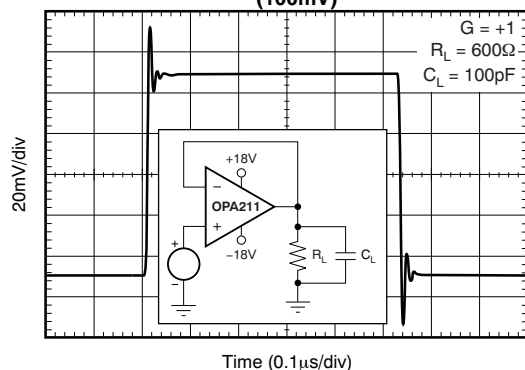 (100mV)
G = +1
R_L = 600Ω
C_L = 100pF
20mV/div
+18V
−
OPA211
+
−18V
+
−
R_L
C_L
Time (0.1μs/div)